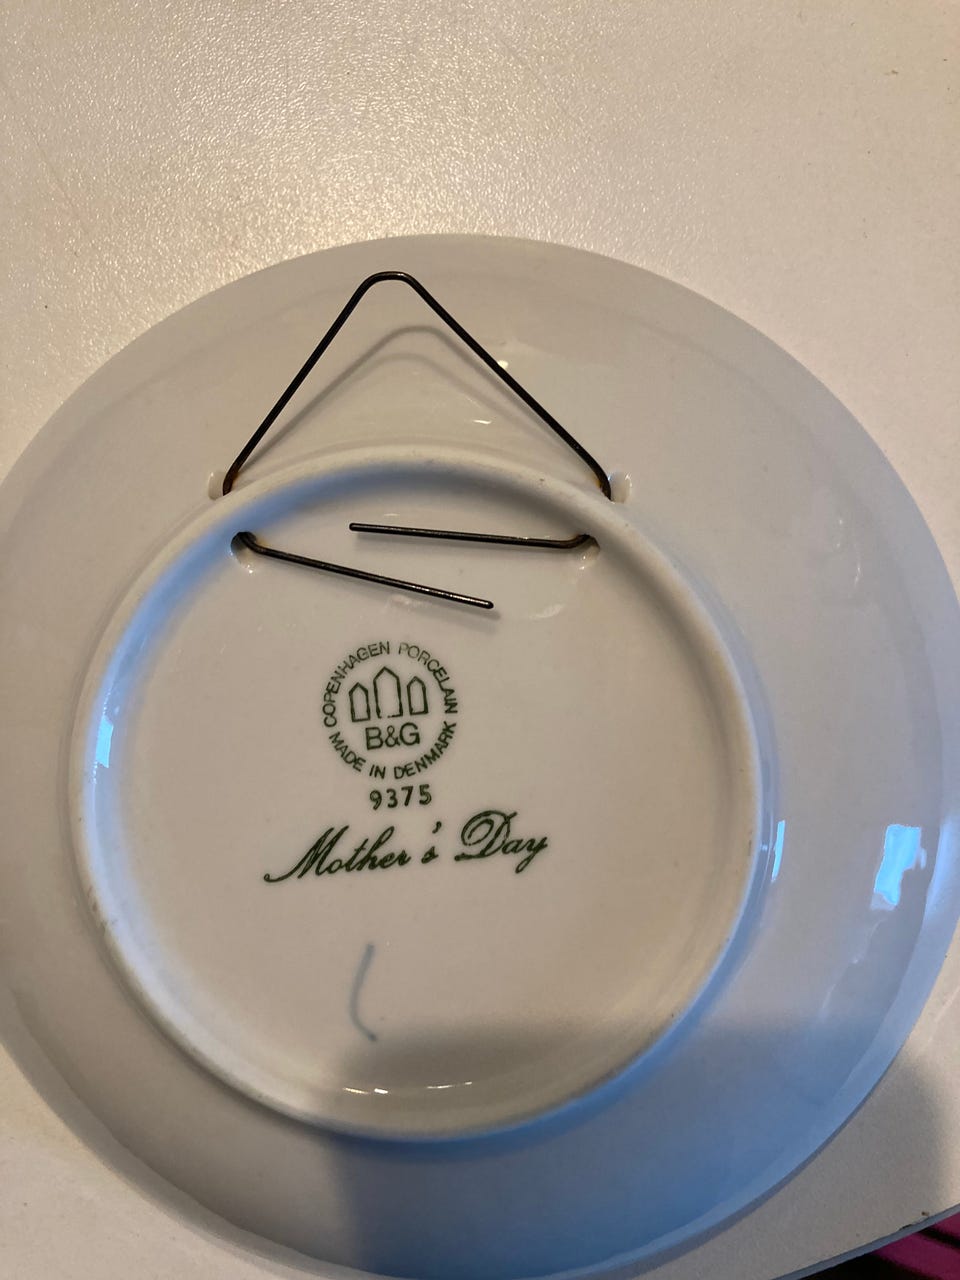 COPENHAGEN PORCELAIN
B&G
MADE IN DENMARK
9375
Mother's Day